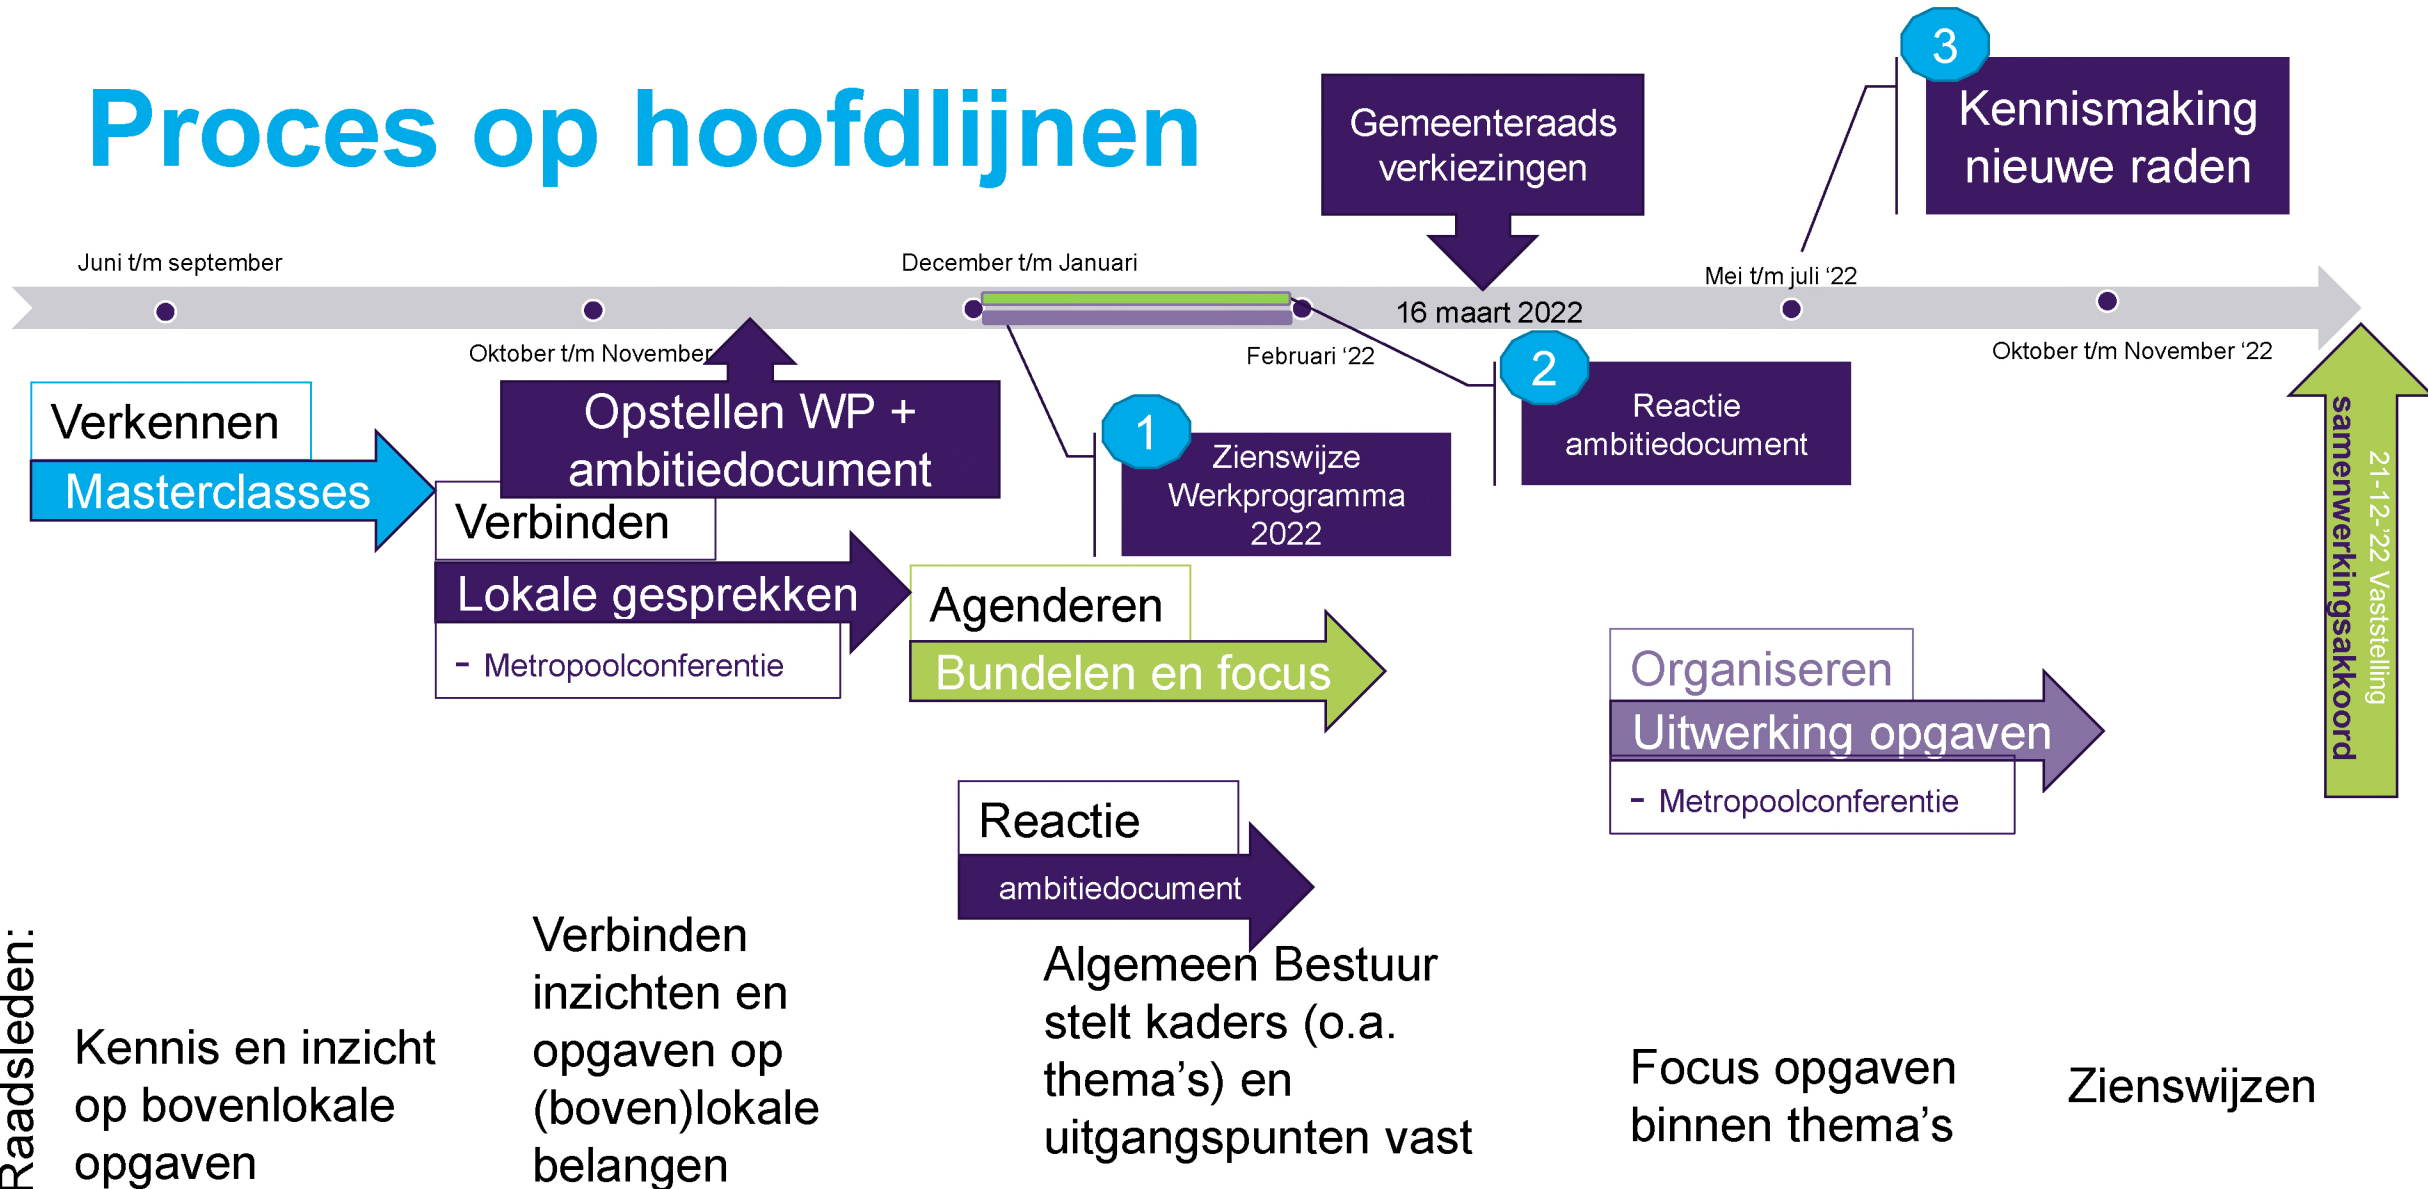 Proces op hoofdlijnen
Gemeenteraads
verkiezingen
3
Kennismaking
nieuwe raden
Juni t/m september
December t/m Januari
Mei t/m juli ‘22
16 maart 2022
Oktober t/m November
Februari ‘22
Oktober t/m November ‘22
Verkennen
Masterclasses
Opstellen WP +
ambitiedocument
1
Zienswijze
Werkprogramma
2022
2
Reactie
ambitiedocument
21-12-’22 Vaststelling
samenwerkingsakkoord
Verbinden
Lokale gesprekken
- Metropoolconferentie
Agenderen
Bundelen en focus
Organiseren
Uitwerking opgaven
- Metropoolconferentie
Reactie
ambitiedocument
Raadsleden:
Kennis en inzicht
op bovenlokale
opgaven
Verbinden
inzichten en
opgaven op
(boven)lokale
belangen
Algemeen Bestuur
stelt kaders (o.a.
thema’s) en
uitgangspunten vast
Focus opgaven
binnen thema’s
Zienswijzen